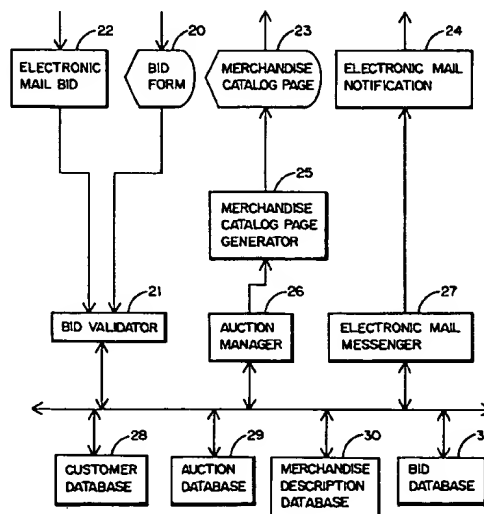 22
ELECTRONIC
MAIL BID
20
BID
FORM
23
MERCHANDISE
CATALOG PAGE
24
ELECTRONIC MAIL
NOTIFICATION
25
MERCHANDISE
CATALOG PAGE
GENERATOR
21
BID VALIDATOR
26
AUCTION
MANAGER
27
ELECTRONIC MAIL
MESSENGER
28
CUSTOMER
DATABASE
29
AUCTION
DATABASE
30
MERCHANDISE
DESCRIPTION
DATABASE
BID DATABASE